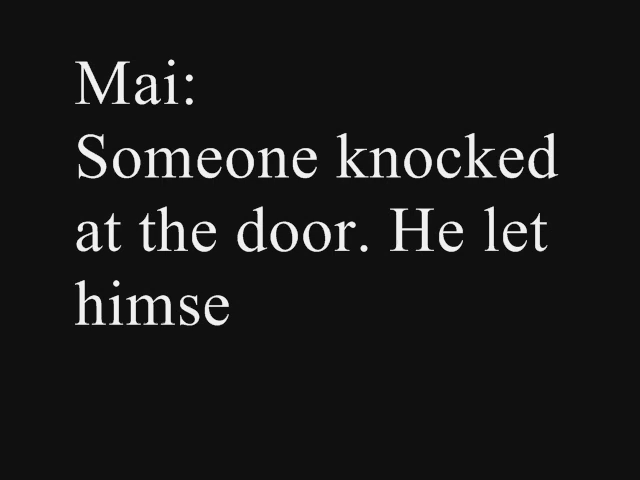 Mai:
Someone knocked
at the door. He let
himse